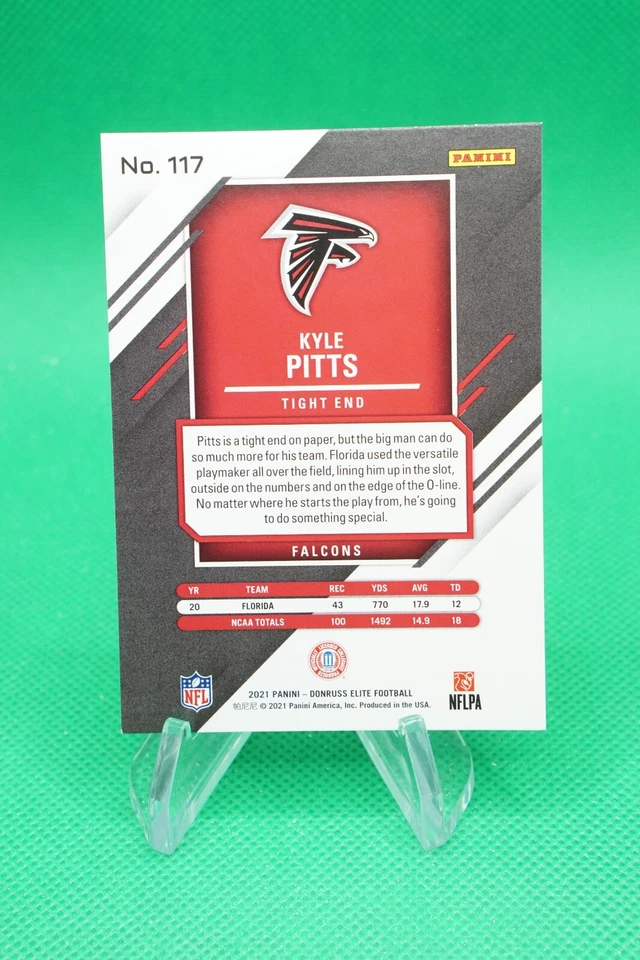 No. 117
PANINI
KYLE
PITTS
TIGHT END
Pitts is a tight end on paper, but the big man can do
so much more for his team. Florida used the versatile
playmaker all over the field, lining him up in the slot,
outside on the numbers and on the edge of the O-line.
No matter where he starts the play from, he's going
to do something special.
FALCONS
YR TEAM REC YDS AVG TD
20 FLORIDA 43 770 17.9 12
NCAA TOTALS 100 1492 14.9 18
NFL
2021 PANINI – DONRUSS ELITE FOOTBALL
帕尼尼 © 2021 Panini America, Inc. Produced in the USA.
NFLPA